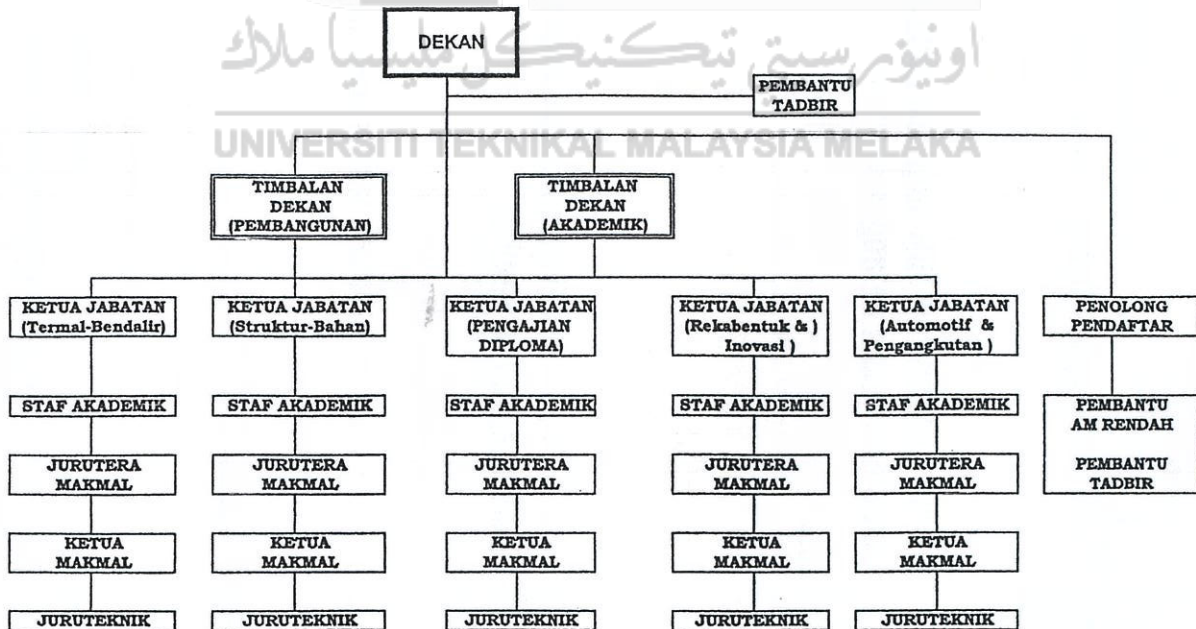 DEKAN
اونيۏرسيتي تيكنيكل مليسيا ملاك
PEMBANTU
TADBIR
UNIVERSITI TEKNIKAL MALAYSIA MELAKA
TIMBALAN
DEKAN
(PEMBANGUNAN)
TIMBALAN
DEKAN
(AKADEMIK)
KETUA JABATAN
(Termal-Bendalir)
KETUA JABATAN
(Struktur-Bahan)
KETUA JABATAN
(PENGAJIAN
DIPLOMA)
KETUA JABATAN
(Rekabentuk & )
Inovasi )
KETUA JABATAN
(Automotif &
Pengangkutan )
PENOLONG
PENDAFTAR
STAF AKADEMIK
STAF AKADEMIK
STAF AKADEMIK
STAF AKADEMIK
STAF AKADEMIK
PEMBANTU
AM RENDAH
PEMBANTU
TADBIR
JURUTERA
MAKMAL
JURUTERA
MAKMAL
JURUTERA
MAKMAL
JURUTERA
MAKMAL
JURUTERA
MAKMAL
KETUA
MAKMAL
KETUA
MAKMAL
KETUA
MAKMAL
KETUA
MAKMAL
KETUA
MAKMAL
JURUTEKNIK
JURUTEKNIK
JURUTEKNIK
JURUTEKNIK
JURUTEKNIK